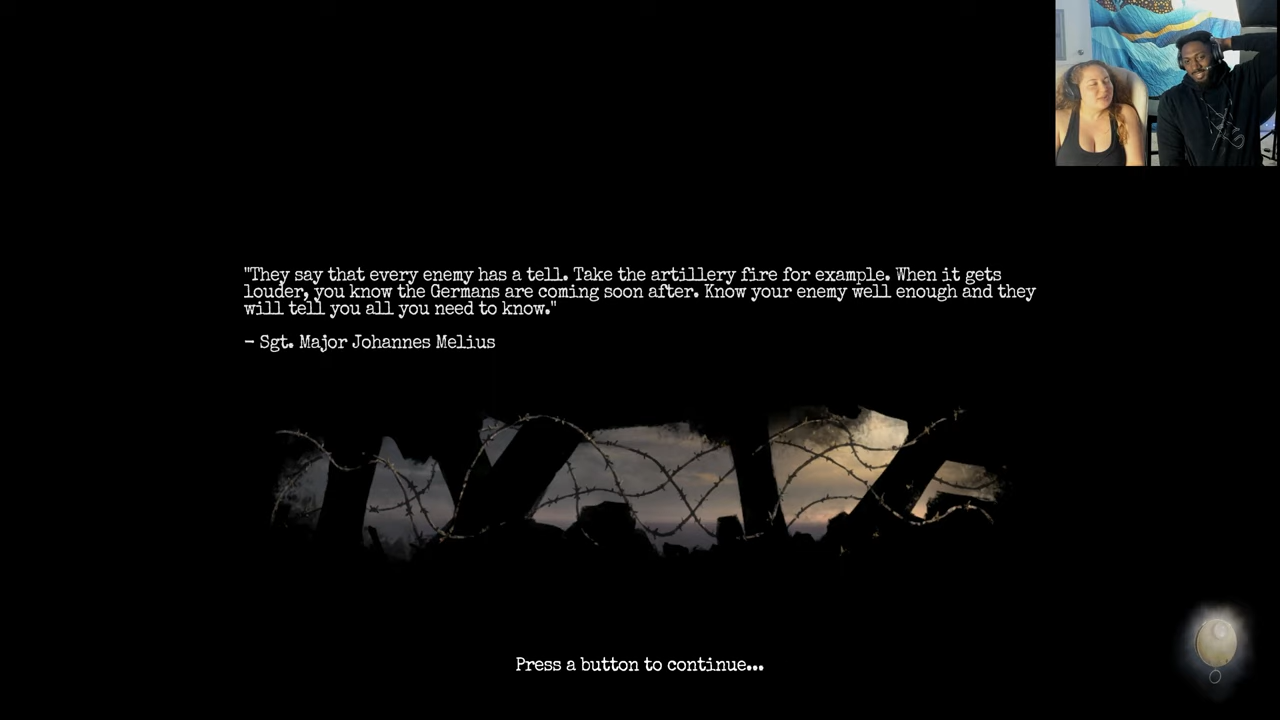 "They say that every enemy has a tell. Take the artillery fire for example. When it gets
louder, you know the Germans are coming soon after. Know your enemy well enough and they
will tell you all you need to know."
- Sgt. Major Johannes Melius
Press a button to continue...